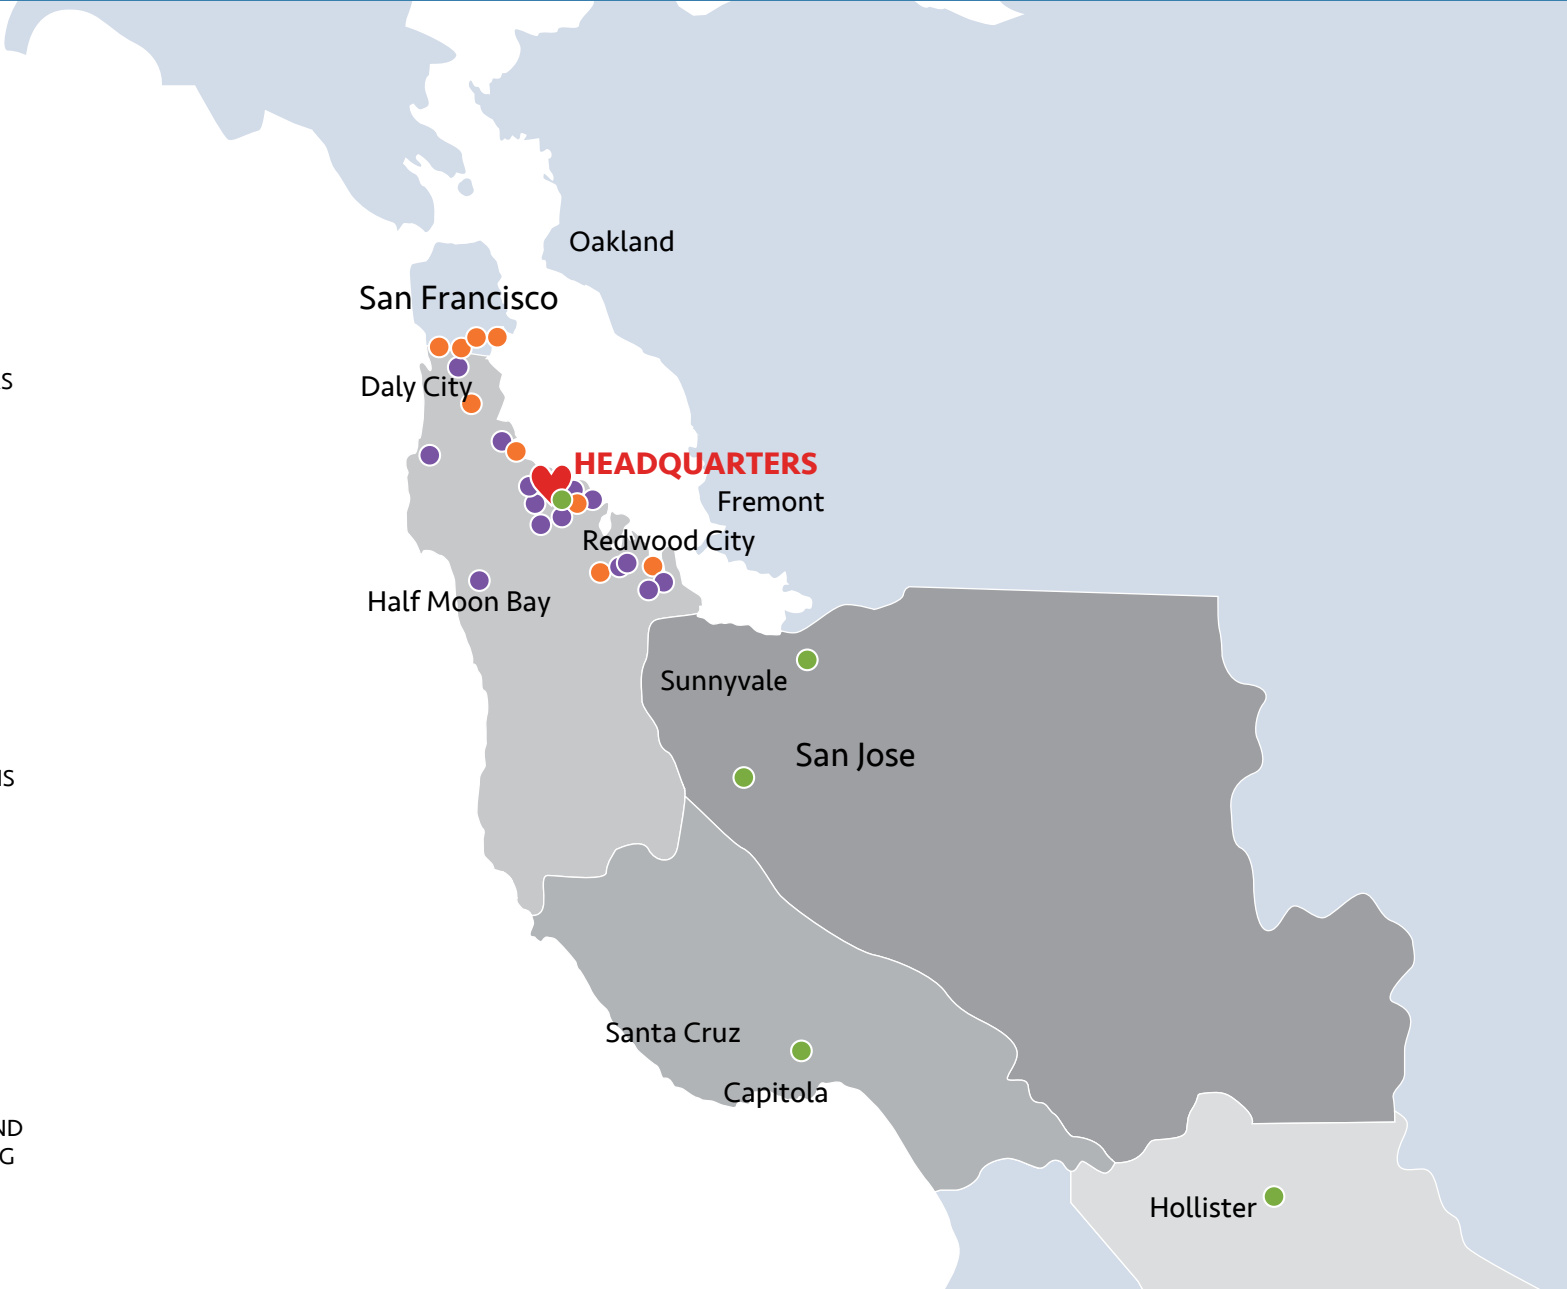 Oakland
San Francisco
S
Daly City
HEADQUARTERS
Fremont
Redwood City
Half Moon Bay
Sunnyvale
San Jose
S
Santa Cruz
Capitola
ND
G
Hollister